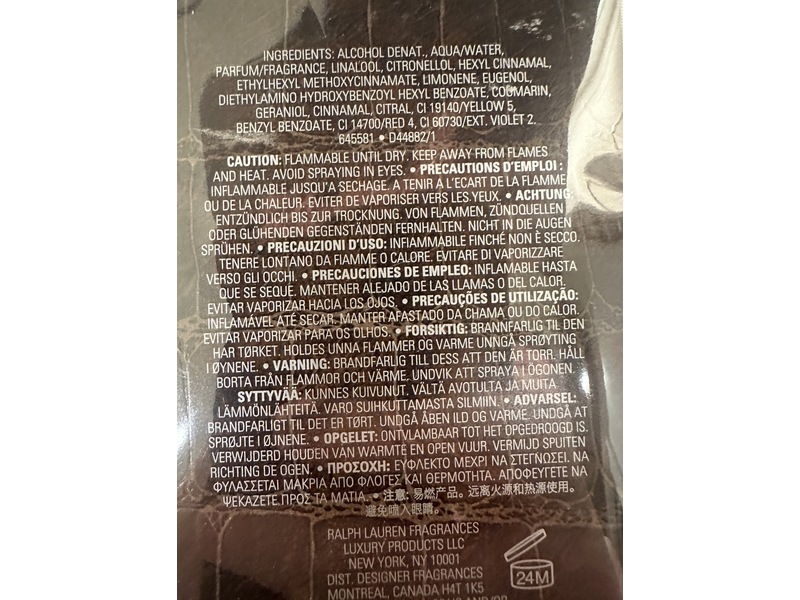 INGREDIENTS: ALCOHOL DENAT., AQUA/WATER,
PARFUM/FRAGRANCE, LINALOOL, CITRONELLOL, HEXYL CINNAMAL,
ETHYLHEXYL METHOXYCINNAMATE, LIMONENE, EUGENOL,
DIETHYLAMINO HYDROXYBENZOYL HEXYL BENZOATE, COUMARIN,
GERANIOL, CINNAMAL, CITRAL, CI 19140/YELLOW 5,
BENZYL BENZOATE, CI 14700/RED 4, CI 60730/EXT. VIOLET 2.
645581 • D44882/1
CAUTION: FLAMMABLE UNTIL DRY. KEEP AWAY FROM FLAMES
AND HEAT. AVOID SPRAYING IN EYES. • PRECAUTIONS D'EMPLOI :
INFLAMMABLE JUSQU'A SECHAGE. A TENIR A L'ECART DE LA FLAMME
OU DE LA CHALEUR. EVITER DE VAPORISER VERS LES YEUX. • ACHTUNG:
ENTZÜNDLICH BIS ZUR TROCKNUNG. VON FLAMMEN, ZÜNDQUELLEN
ODER GLÜHENDEN GEGENSTÄNDEN FERNHALTEN. NICHT IN DIE AUGEN
SPRÜHEN. • PRECAUZIONI D'USO: INFIAMMABILE FINCHÉ NON È SECCO.
TENERE LONTANO DA FIAMME O CALORE. EVITARE DI VAPORIZZARE
VERSO GLI OCCHI. • PRECAUCIONES DE EMPLEO: INFLAMABLE HASTA
QUE SE SEQUE. MANTENER ALEJADO DE LAS LLAMAS O DEL CALOR.
EVITAR VAPORIZAR HACIA LOS OJOS. • PRECAUÇÕES DE UTILIZAÇÃO:
INFLAMÁVEL ATÉ SECAR. MANTER AFASTADO DA CHAMA OU DO CALOR.
EVITAR VAPORIZAR PARA OS OLHOS. • FORSIKTIG: BRANNFARLIG TIL DEN
HAR TØRKET. HOLDES UNNA FLAMMER OG VARME. UNNGÅ SPRØYTING
I ØYNENE. • VARNING: BRANDFARLIG TILL DESS ATT DEN ÄR TORR. HÅLL
BORTA FRÅN FLAMMOR OCH VÄRME. UNDVIK ATT SPRAYA I ÖGONEN.
SYTTYVÄÄ: KUNNES KUIVUNUT. VÄLTÄ AVOTULTA JA MUITA
LÄMMÖNLÄHTEITÄ. VARO SUIHKUTTAMASTA SILMIIN. • ADVARSEL:
BRANDFARLIGT TIL DET ER TØRT. UNDGÅ ÅBEN ILD OG VARME. UNDGÅ AT
SPRØJTE I ØJNENE. • OPGELET: ONTVLAMBAAR TOT HET OPGEDROOGD IS.
VERWIJDERD HOUDEN VAN WARMTE EN OPEN VUUR. VERMIJD SPUITEN
RICHTING DE OGEN. • ΠΡΟΣΟΧΗ: ΕΥΦΛΕΚΤΟ ΜΕΧΡΙ ΝΑ ΣΤΕΓΝΩΣΕΙ. ΝΑ
ΦΥΛΑΣΣΕΤΑΙ ΜΑΚΡΙΑ ΑΠΟ ΦΛΟΓΕΣ ΚΑΙ ΘΕΡΜΟΤΗΤΑ. ΑΠΟΦΕΥΓΕΤΕ ΝΑ
ΨΕΚΑΖΕΤΕ ΠΡΟΣ ΤΑ ΜΑΤΙΑ. • 注意: 易燃产品。远离火源和热源使用。
避免喷入眼睛。
RALPH LAUREN FRAGRANCES
LUXURY PRODUCTS LLC
NEW YORK, NY 10001
DIST. DESIGNER FRAGRANCES
MONTREAL, CANADA H4T 1K5
24M